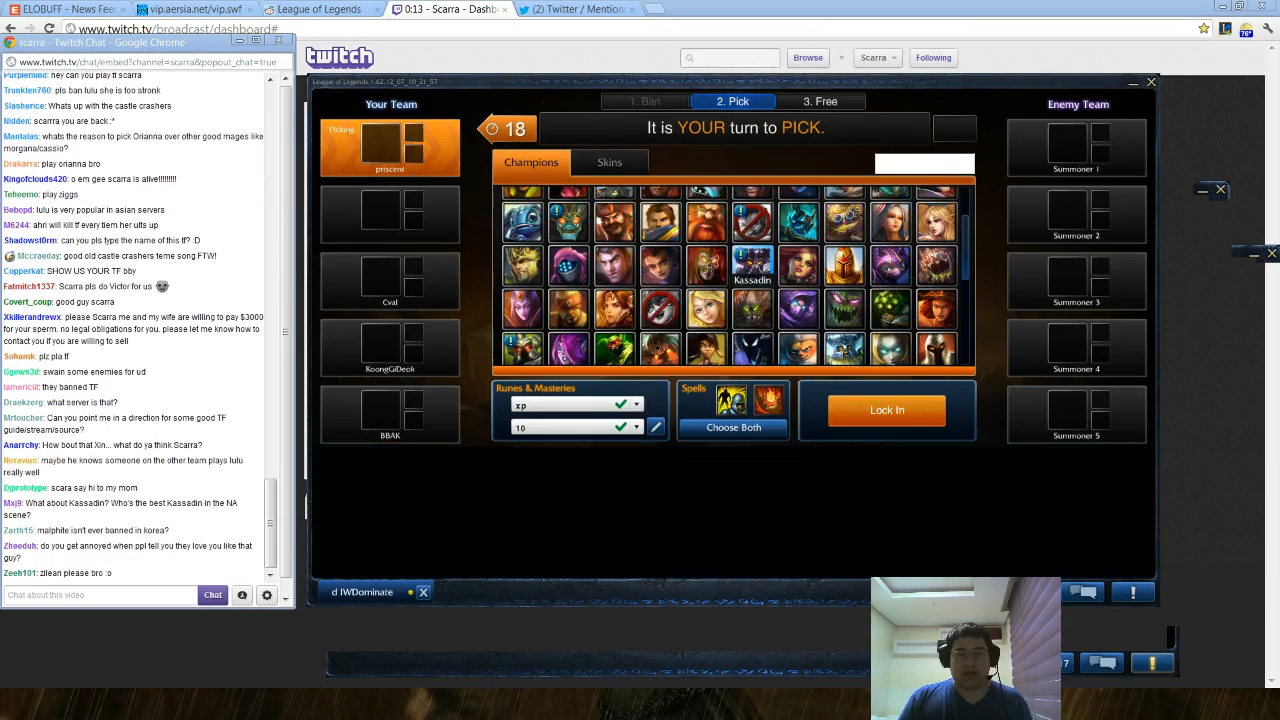 ELOBUFF - News Feed
vip.aersia.net/vip.swf
League of Legends
0:13 - Scarra - Dashbo
(2) Twitter / Mention
www.twitch.tv/broadcast/dashboard#
76°
scarra - Twitch Chat - Google Chrome
www.twitch.tv/chat/embed?channel=scarra&popout_chat=true
twitch
Browse
Scarra
Following
Purplemind: hey can you play tf scarra
Trunkten760: pls ban lulu she is too stronk
Slasherice: Whats up with the castle crashers
Nidden: scarrra you are back :*
Mantalas: whats the reason to pick Orianna over other good mages like
morgana/cassio?
Drakarra: play orianna bro
Kingofclouds420: o em gee scarra is alive!!!!!!!!!
Teheemo: play ziggs
Bebopd: lulu is very popular in asian servers
M6244: ahri will kill tf every tiem her ults up
Shadowst0rm: can you pls type the name of this tf? :D
Mccraeday: good old castle crashers teme song FTW!
Copperkat: SHOW US YOUR TF bby
Fatmitch1337: Scarra pls do Victor for us
Covert_coup: good guy scarra
Xkillerandrewx: please Scarra me and my wife are willing to pay $3000
for your sperm. no legal obligations for you. please let me know how to
contact you if you are willing to sell
Sohamk: plz pla tf
Ggown3d: swain some enemies for ud
Iamericiii: they banned TF
Draekzerg: what server is that?
Mrtoucher: Can you point me in a direction for some good TF
guide/stream/source?
Anarrchy: How bout that Xin... what do ya think Scarra?
Noravius: maybe he knows someone on the other team plays lulu
really well
Djprototype: scara say hi to my mom
Mxj9: What about Kassadin? Who's the best Kassadin in the NA
scene?
Zarth15: malphite isn't ever banned in korea?
Zheeduh: do you get annoyed when ppl tell you they love you like that
guy?
Zeeh101: zilean please bro :o
Chat about this video
Chat
League of Legends 1.62.12_07_10_21_57
Your Team
1. Ban
2. Pick
3. Free
Enemy Team
Picking
priscent
18
It is YOUR turn to PICK.
Champions
Skins
Kassadin
Cval
KoongGiDeok
BBAK
Summoner 1
Summoner 2
Summoner 3
Summoner 4
Summoner 5
Runes & Masteries
xp
10
Spells
Choose Both
Lock In
d IWDominate